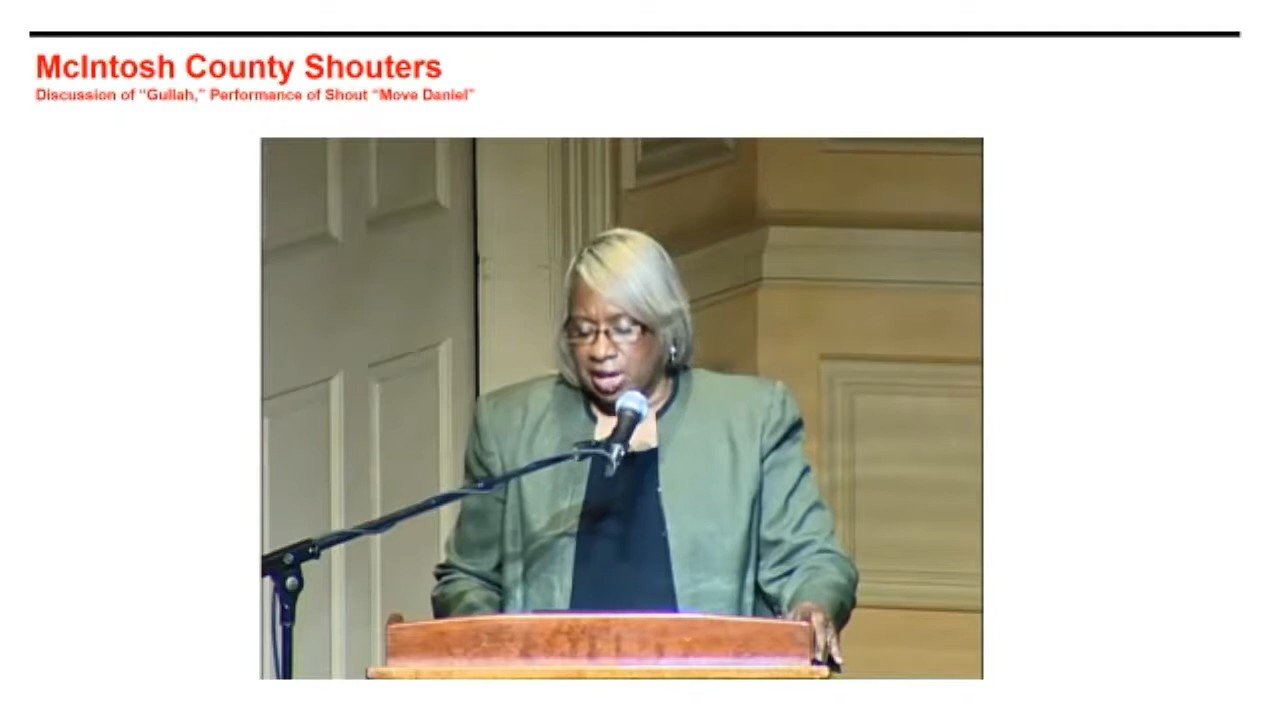 McIntosh County Shouters
Discussion of “Gullah,” Performance of Shout “Move Daniel”